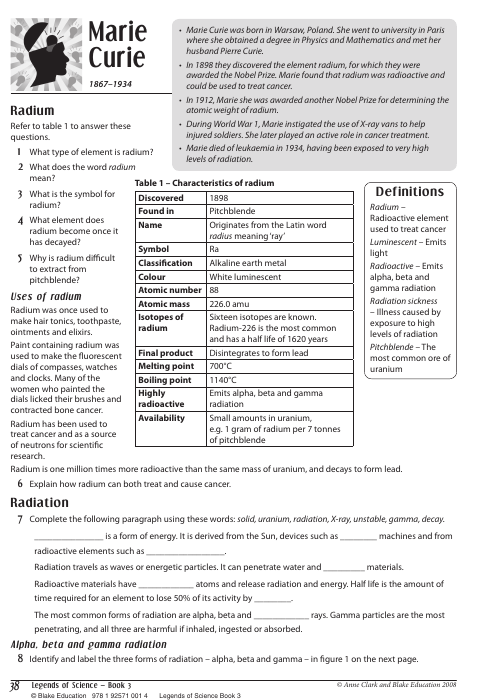 Marie
Curie
1867–1934
• Marie Curie was born in Warsaw, Poland. She went to university in Paris
where she obtained a degree in Physics and Mathematics and met her
husband Pierre Curie.
• In 1898 they discovered the element radium, for which they were
awarded the Nobel Prize. Marie found that radium was radioactive and
could be used to treat cancer.
• In 1912, Marie she was awarded another Nobel Prize for determining the
atomic weight of radium.
• During World War 1, Marie instigated the use of X-ray vans to help
injured soldiers. She later played an active role in cancer treatment.
• Marie died of leukaemia in 1934, having been exposed to very high
levels of radiation.
Radium
Refer to table 1 to answer these
questions.
1 What type of element is radium?
2 What does the word radium
mean?
3 What is the symbol for
radium?
4 What element does
radium become once it
has decayed?
5 Why is radium difficult
to extract from
pitchblende?
Uses of radium
Radium was once used to
make hair tonics, toothpaste,
ointments and elixirs.
Paint containing radium was
used to make the fluorescent
dials of compasses, watches
and clocks. Many of the
women who painted the
dials licked their brushes and
contracted bone cancer.
Radium has been used to
treat cancer and as a source
of neutrons for scientific
research.
Table 1 – Characteristics of radium
Discovered 1898
Found in Pitchblende
Name Originates from the Latin word
radius meaning 'ray'
Symbol Ra
Classification Alkaline earth metal
Colour White luminescent
Atomic number 88
Atomic mass 226.0 amu
Isotopes of Sixteen isotopes are known.
radium Radium-226 is the most common
and has a half life of 1620 years
Final product Disintegrates to form lead
Melting point 700°C
Boiling point 1140°C
Highly Emits alpha, beta and gamma
radioactive radiation
Availability Small amounts in uranium,
e.g. 1 gram of radium per 7 tonnes
of pitchblende
Definitions
Radium –
Radioactive element
used to treat cancer
Luminescent – Emits
light
Radioactive – Emits
alpha, beta and
gamma radiation
Radiation sickness
– Illness caused by
exposure to high
levels of radiation
Pitchblende – The
most common ore of
uranium
Radium is one million times more radioactive than the same mass of uranium, and decays to form lead.
6 Explain how radium can both treat and cause cancer.
Radiation
7 Complete the following paragraph using these words: solid, uranium, radiation, X-ray, unstable, gamma, decay.
_______________ is a form of energy. It is derived from the Sun, devices such as ________ machines and from
radioactive elements such as _________________.
Radiation travels as waves or energetic particles. It can penetrate water and _________ materials.
Radioactive materials have ____________ atoms and release radiation and energy. Half life is the amount of
time required for an element to lose 50% of its activity by ________.
The most common forms of radiation are alpha, beta and ____________ rays. Gamma particles are the most
penetrating, and all three are harmful if inhaled, ingested or absorbed.
Alpha, beta and gamma radiation
8 Identify and label the three forms of radiation – alpha, beta and gamma – in figure 1 on the next page.
38 Legends of Science – Book 3 © Anne Clark and Blake Education 2008
© Blake Education 978 1 92571 001 4 Legends of Science Book 3